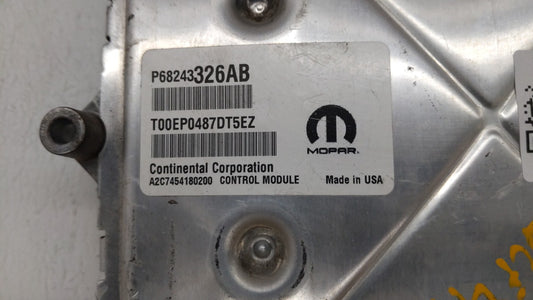 P68243326AB
T00EP0487DT5EZ
MOPAR
Continental Corporation
A2C7454180200 CONTROL MODULE Made in USA